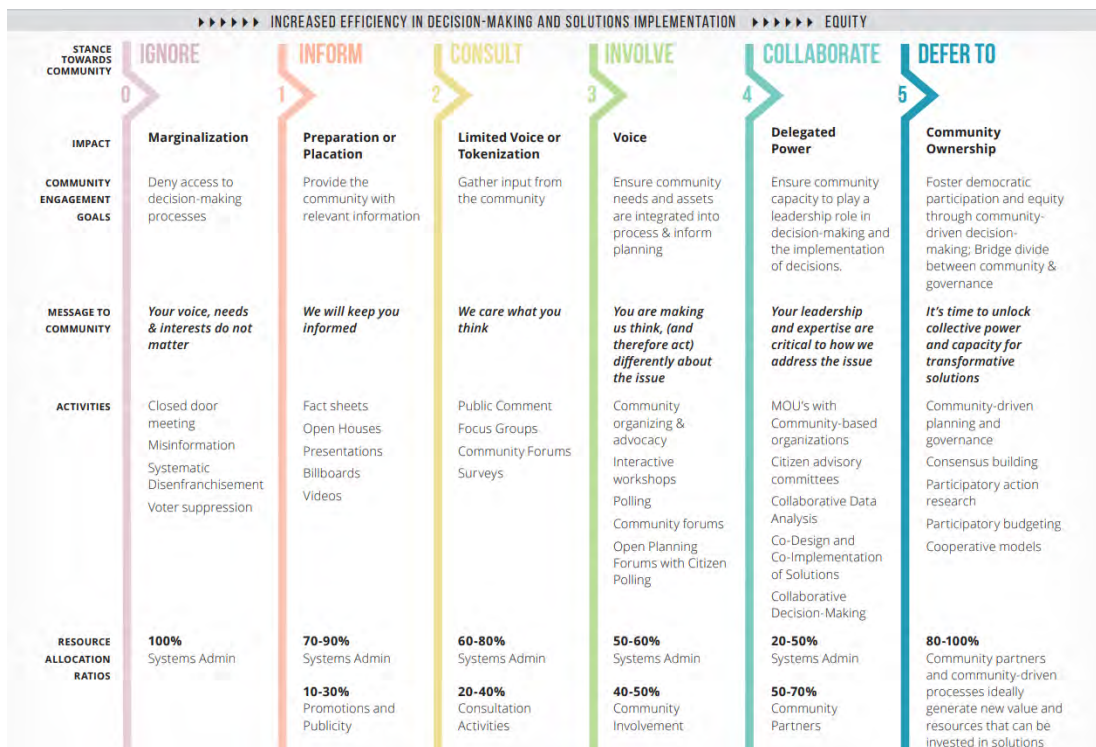 INCREASED EFFICIENCY IN DECISION-MAKING AND SOLUTIONS IMPLEMENTATION EQUITY
STANCE
TOWARDS
COMMUNITY
IGNORE
0
INFORM
1
CONSULT
2
INVOLVE
3
COLLABORATE
4
DEFER TO
5
IMPACT
Marginalization
Preparation or
Placation
Limited Voice or
Tokenization
Voice
Delegated
Power
Community
Ownership
COMMUNITY
ENGAGEMENT
GOALS
Deny access to
decision-making
processes
Provide the
community with
relevant information
Gather input from
the community
Ensure community
needs and assets
are integrated into
process & inform
planning
Ensure community
capacity to play a
leadership role in
decision-making and
the implementation
of decisions.
Foster democratic
participation and equity
through community-
driven decision-
making; Bridge divide
between community &
governance
MESSAGE TO
COMMUNITY
Your voice, needs
& interests do not
matter
We will keep you
informed
We care what you
think
You are making
us think, (and
therefore act)
differently about
the issue
Your leadership
and expertise are
critical to how we
address the issue
It's time to unlock
collective power
and capacity for
transformative
solutions
ACTIVITIES
Closed door
meeting
Misinformation
Systematic
Disenfranchisement
Voter suppression
Fact sheets
Open Houses
Presentations
Billboards
Videos
Public Comment
Focus Groups
Community Forums
Surveys
Community
organizing &
advocacy
Interactive
workshops
Polling
Community forums
Open Planning
Forums with Citizen
Polling
MOU's with
Community-based
organizations
Citizen advisory
committees
Collaborative Data
Analysis
Co-Design and
Co-Implementation
of Solutions
Collaborative
Decision-Making
Community-driven
planning and
governance
Consensus building
Participatory action
research
Participatory budgeting
Cooperative models
RESOURCE
ALLOCATION
RATIOS
100%
Systems Admin
70-90%
Systems Admin
10-30%
Promotions and
Publicity
60-80%
Systems Admin
20-40%
Consultation
Activities
50-60%
Systems Admin
40-50%
Community
Involvement
20-50%
Systems Admin
50-70%
Community
Partners
80-100%
Community partners
and community-driven
processes ideally
generate new value and
resources that can be
invested in solutions